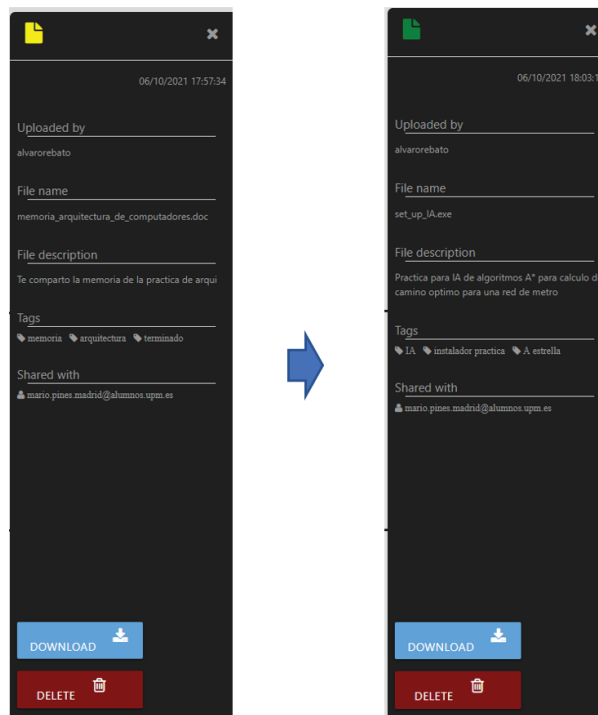 06/10/2021 17:57:34
Uploaded by
alvarorebato
File name
memoria_arquitectura_de_computadores.doc
File description
Te comparto la memoria de la practica de arqui
Tags
memoria arquitectura terminado
Shared with
mario.pines.madrid@alumnos.upm.es
DOWNLOAD
DELETE
06/10/2021 18:03:1
Uploaded by
alvarorebato
File name
set_up_IA.exe
File description
Practica para IA de algoritmos A* para calculo d
camino optimo para una red de metro
Tags
IA instalador practica A estrella
Shared with
mario.pines.madrid@alumnos.upm.es
DOWNLOAD
DELETE